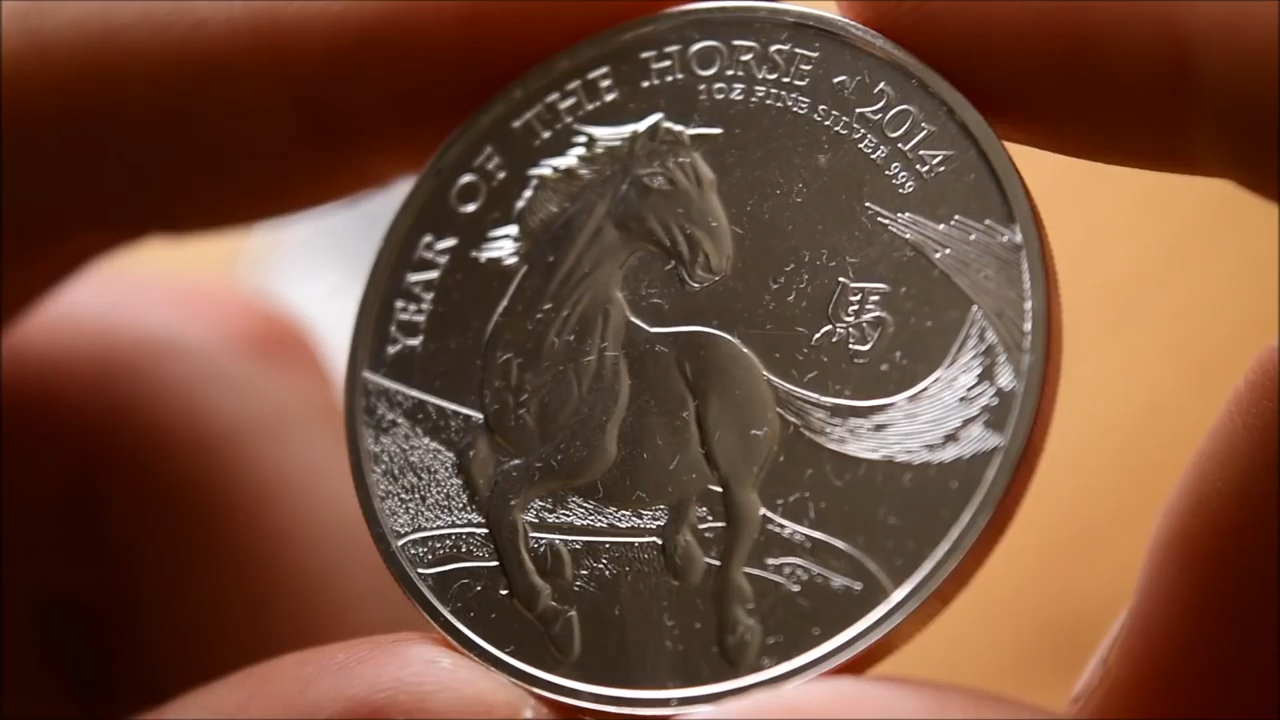 YEAR OF THE HORSE • 2014
1OZ FINE SILVER 999
馬